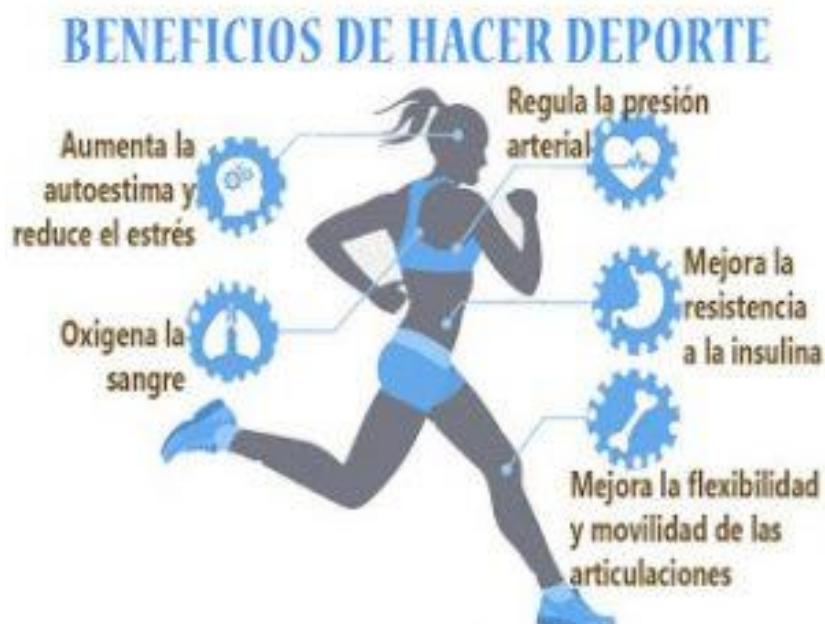 BENEFICIOS DE HACER DEPORTE
Aumenta la
autoestima y
reduce el estrés
Regula la presión
arterial
Oxigena la
sangre
Mejora la
resistencia
a la insulina
Mejora la flexibilidad
y movilidad de las
articulaciones